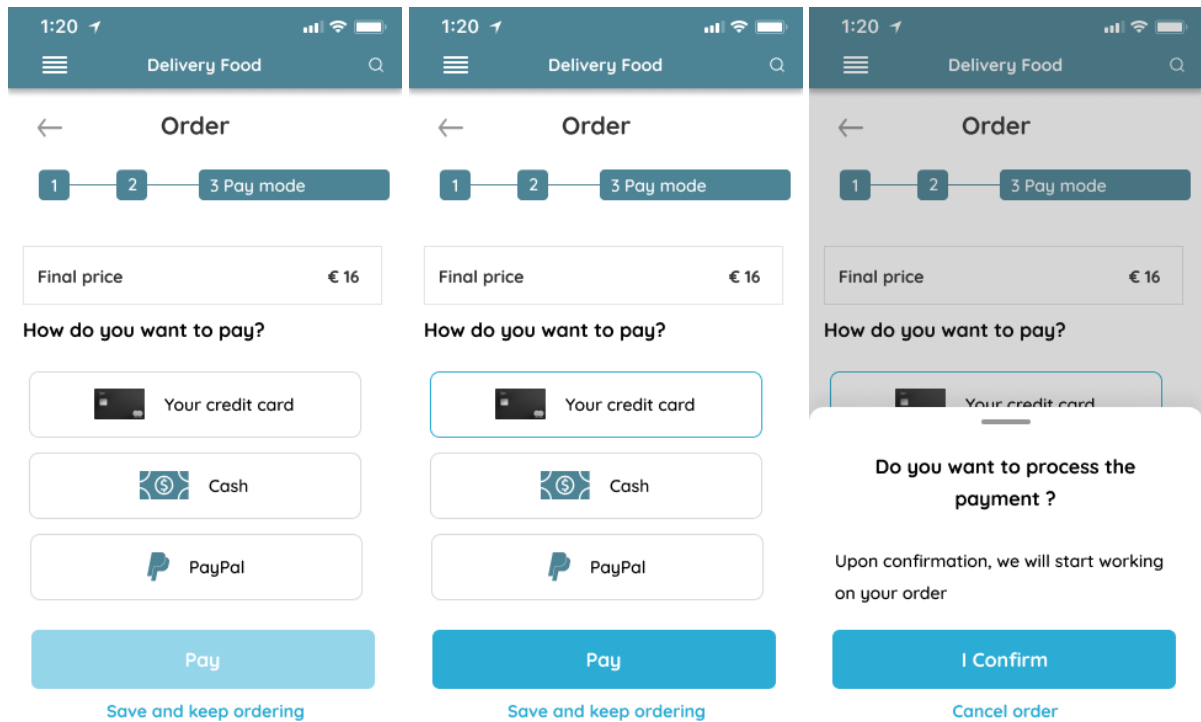 1:20
Delivery Food
Order
1
2
3 Pay mode
Final price € 16
How do you want to pay?
Your credit card
Cash
PayPal
Pay
Save and keep ordering
1:20
Delivery Food
Order
1
2
3 Pay mode
Final price € 16
How do you want to pay?
Your credit card
Cash
PayPal
Pay
Save and keep ordering
1:20
Delivery Food
Order
1
2
3 Pay mode
Final price € 16
How do you want to pay?
Your credit card
Do you want to process the
payment ?
Upon confirmation, we will start working
on your order
I Confirm
Cancel order